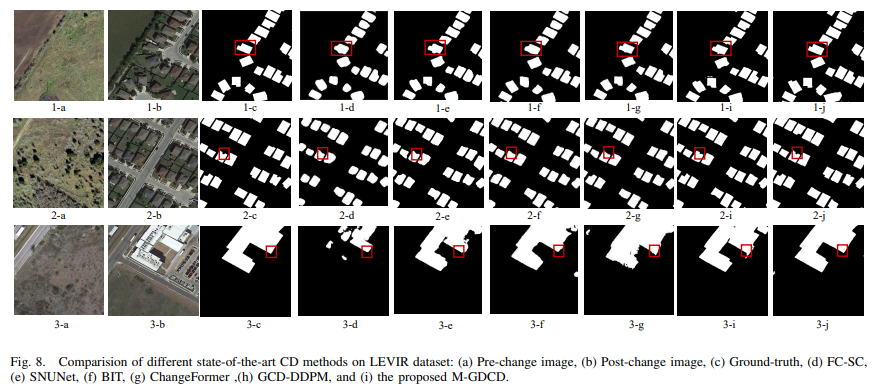 1-a 1-b 1-c 1-d 1-e 1-f 1-g 1-i 1-j
2-a 2-b 2-c 2-d 2-e 2-f 2-g 2-i 2-j
3-a 3-b 3-c 3-d 3-e 3-f 3-g 3-i 3-j
Fig. 8. Comparision of different state-of-the-art CD methods on LEVIR dataset: (a) Pre-change image, (b) Post-change image, (c) Ground-truth, (d) FC-SC,
(e) SNUNet, (f) BIT, (g) ChangeFormer ,(h) GCD-DDPM, and (i) the proposed M-GDCD.